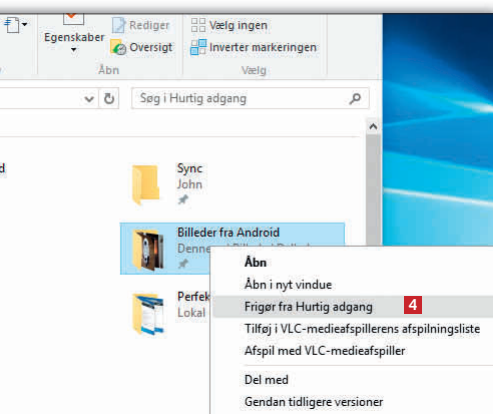 Rediger
Vælg ingen
Egenskaber
Oversigt
Inverter markeringen
Åbn
Vælg
Søg i Hurtig adgang
d
Sync
John
Billeder fra Android
Perfek
Lokal
Åbn
Åbn i nyt vindue
Frigør fra Hurtig adgang 4
Tilføj i VLC-medieafspillerens afspilningsliste
Afspil med VLC-medieafspiller
Del med
Gendan tidligere versioner